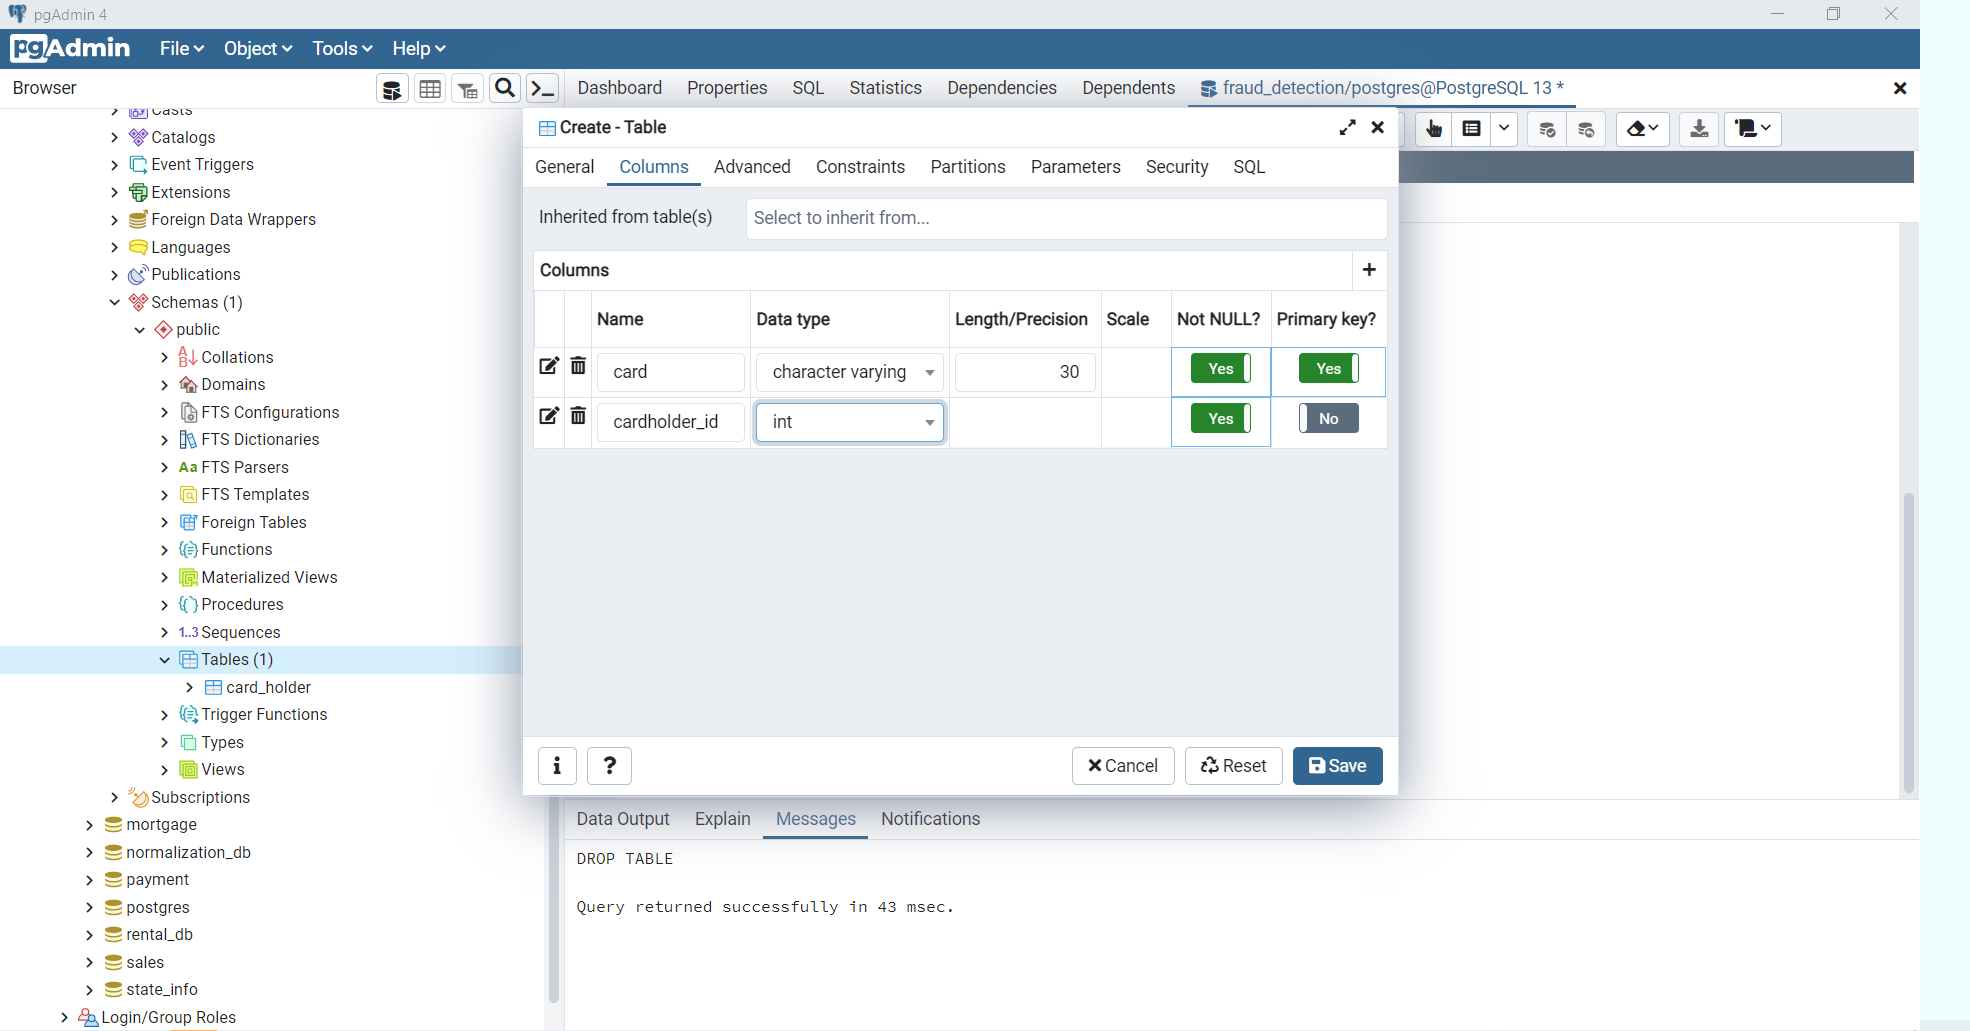 pgAdmin 4
pgAdmin File Object Tools Help
Browser
Dashboard Properties SQL Statistics Dependencies Dependents fraud_detection/postgres@PostgreSQL 13 *
Casts
Catalogs
Event Triggers
Extensions
Foreign Data Wrappers
Languages
Publications
Schemas (1)
public
Collations
Domains
FTS Configurations
FTS Dictionaries
Aa FTS Parsers
FTS Templates
Foreign Tables
Functions
Materialized Views
Procedures
1..3 Sequences
Tables (1)
card_holder
Trigger Functions
Types
Views
Subscriptions
mortgage
normalization_db
payment
postgres
rental_db
sales
state_info
Login/Group Roles
Create - Table
General Columns Advanced Constraints Partitions Parameters Security SQL
Inherited from table(s) Select to inherit from...
Columns +
Name Data type Length/Precision Scale Not NULL? Primary key?
card character varying 30 Yes Yes
cardholder_id int Yes No
i ? Cancel Reset Save
Data Output Explain Messages Notifications
DROP TABLE
Query returned successfully in 43 msec.